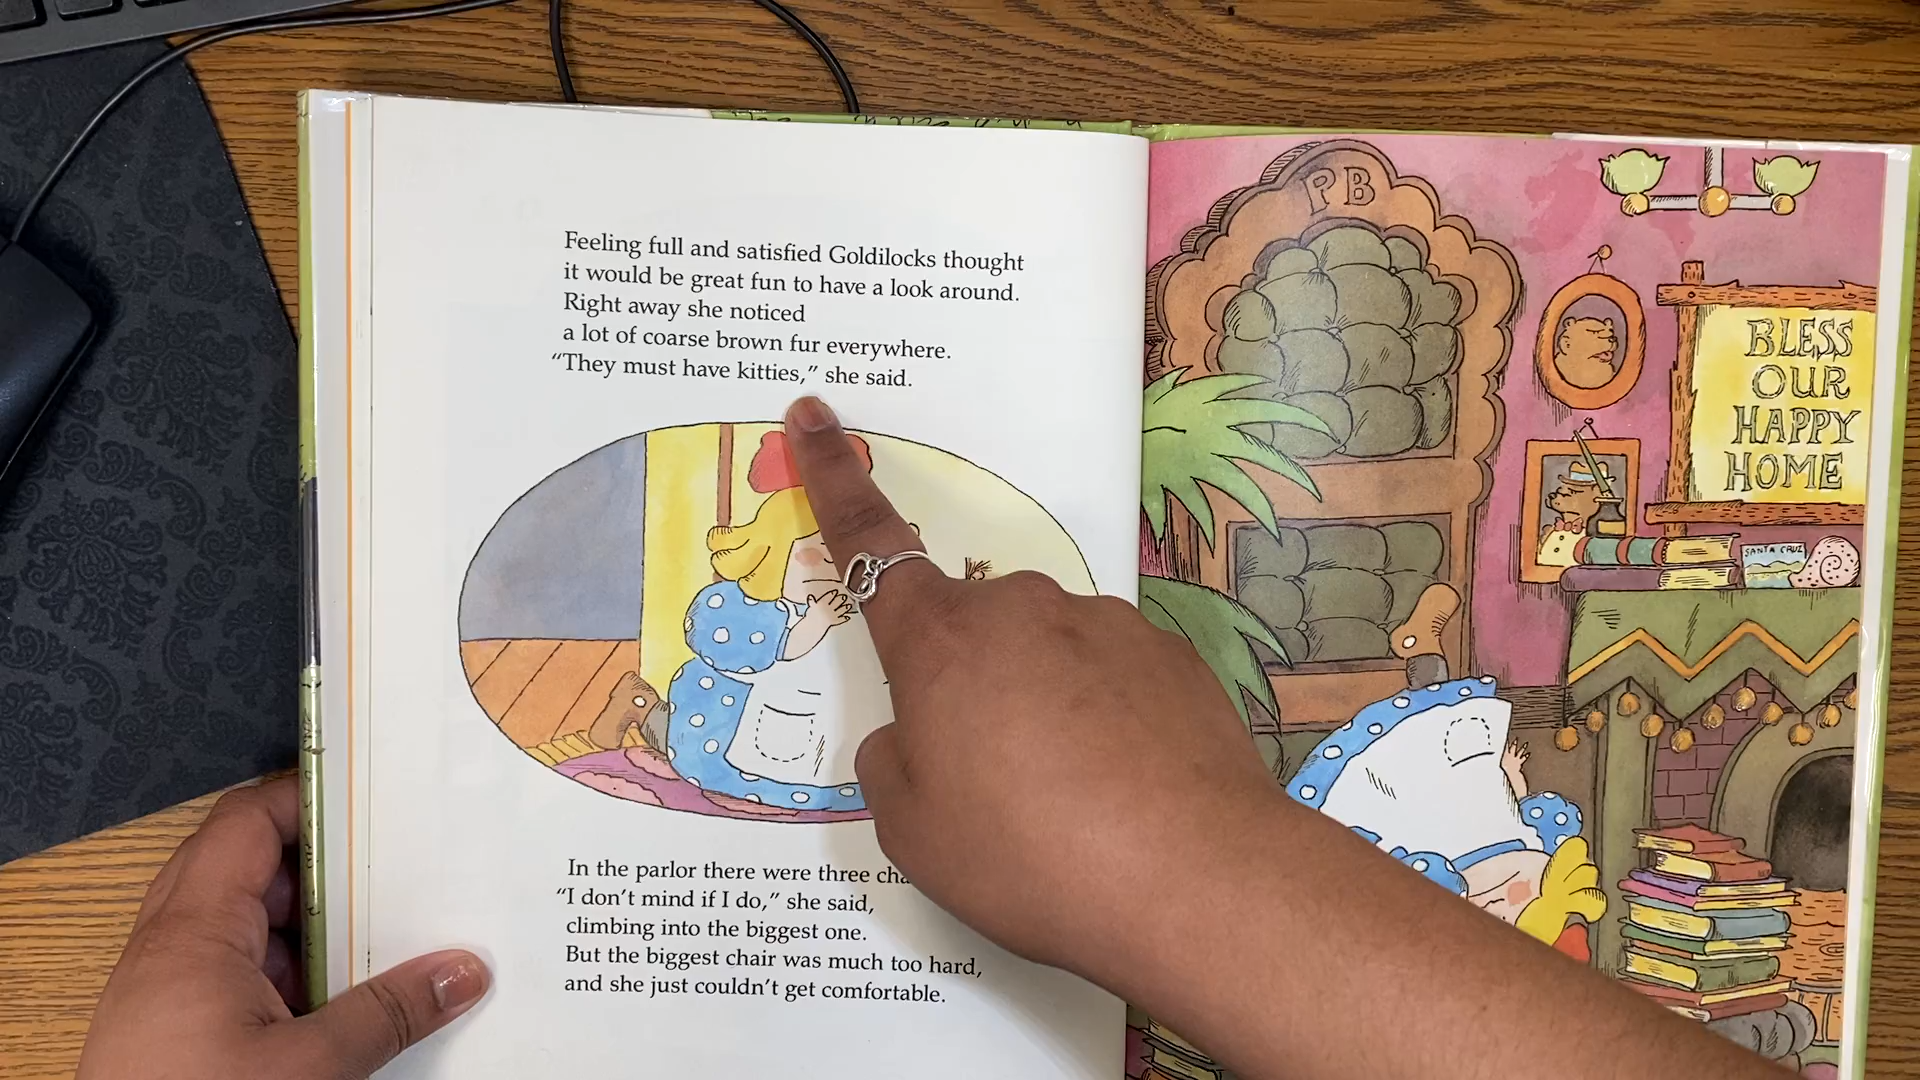 Feeling full and satisfied Goldilocks thought
it would be great fun to have a look around.
Right away she noticed
a lot of coarse brown fur everywhere.
“They must have kitties,” she said.
In the parlor there were three
“I don’t mind if I do,” she said,
climbing into the biggest one.
But the biggest chair was much too hard,
and she just couldn’t get comfortable.
PB
BLESS
OUR
HAPPY
HOME
SANTA CRUZ